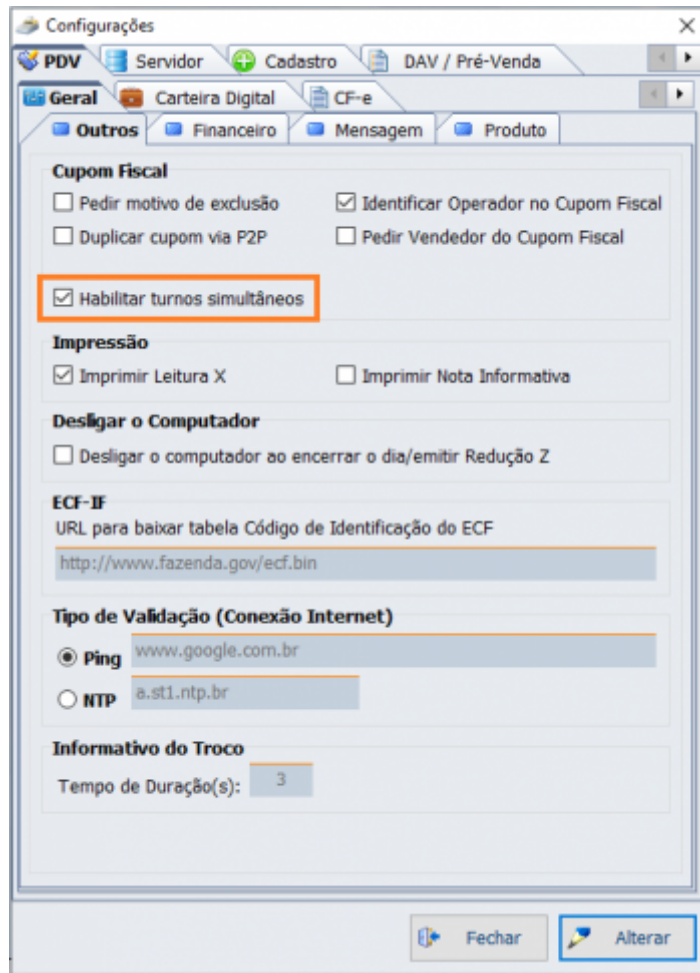 Configurações
PDV Servidor Cadastro DAV / Pré-Venda
Geral Carteira Digital CF-e
Outros Financeiro Mensagem Produto
Cupom Fiscal
Pedir motivo de exclusão Identificar Operador no Cupom Fiscal
Duplicar cupom via P2P Pedir Vendedor do Cupom Fiscal
Habilitar turnos simultâneos
Impressão
Imprimir Leitura X Imprimir Nota Informativa
Desligar o Computador
Desligar o computador ao encerrar o dia/emitir Redução Z
ECF-IF
URL para baixar tabela Código de Identificação do ECF
http://www.fazenda.gov/ecf.bin
Tipo de Validação (Conexão Internet)
Ping www.google.com.br
NTP a.st1.ntp.br
Informativo do Troco
Tempo de Duração(s): 3
Fechar Alterar